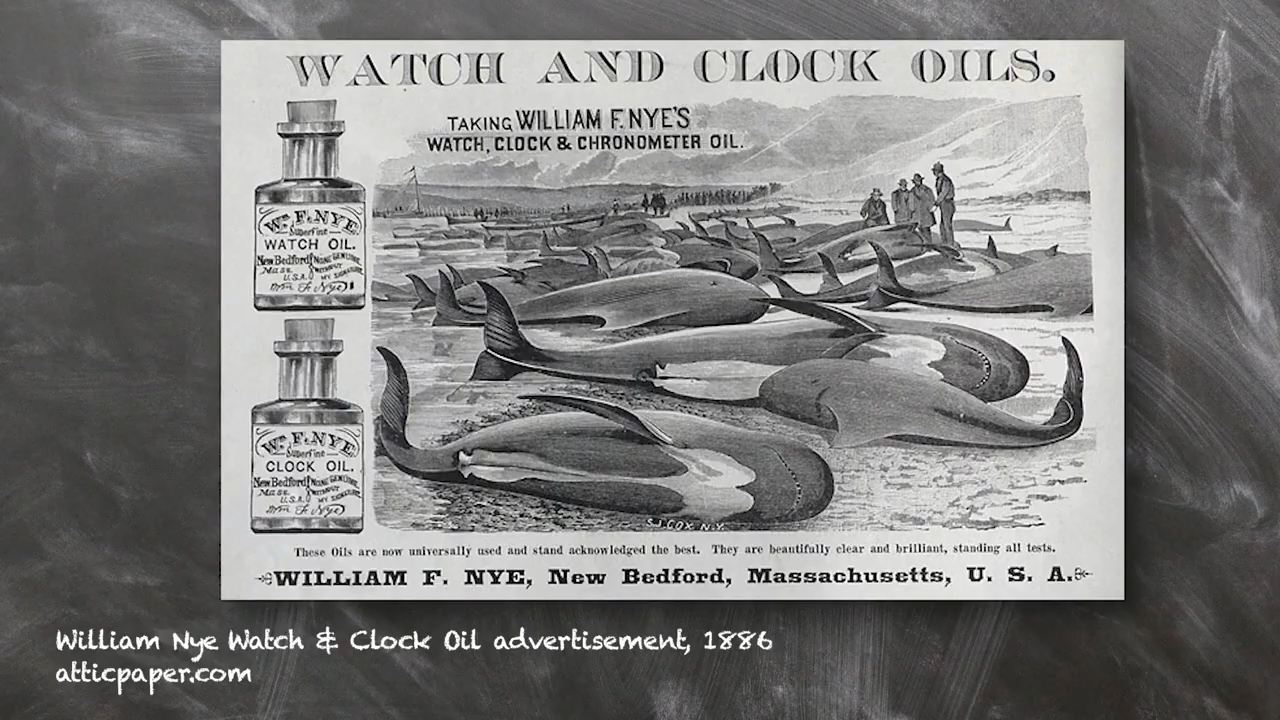 WATCH AND CLOCK OILS.
TAKING WILLIAM F. NYE'S
WATCH, CLOCK & CHRONOMETER OIL.
Wm. F. NYE
Superfine
WATCH OIL.
New Bedford, NONE GENUINE
Mass. WITHOUT
U.S.A. MY SIGNATURE
Wm. F. Nye
Wm. F. NYE
Superfine
CLOCK OIL.
New Bedford, NONE GENUINE
Mass. WITHOUT
U.S.A. MY SIGNATURE
Wm. F. Nye
S.J. COX N.Y.
These Oils are now universally used and stand acknowledged the best. They are beautifully clear and brilliant, standing all tests.
WILLIAM F. NYE, New Bedford, Massachusetts, U. S. A.
William Nye Watch & Clock Oil advertisement, 1886
atticpaper.com